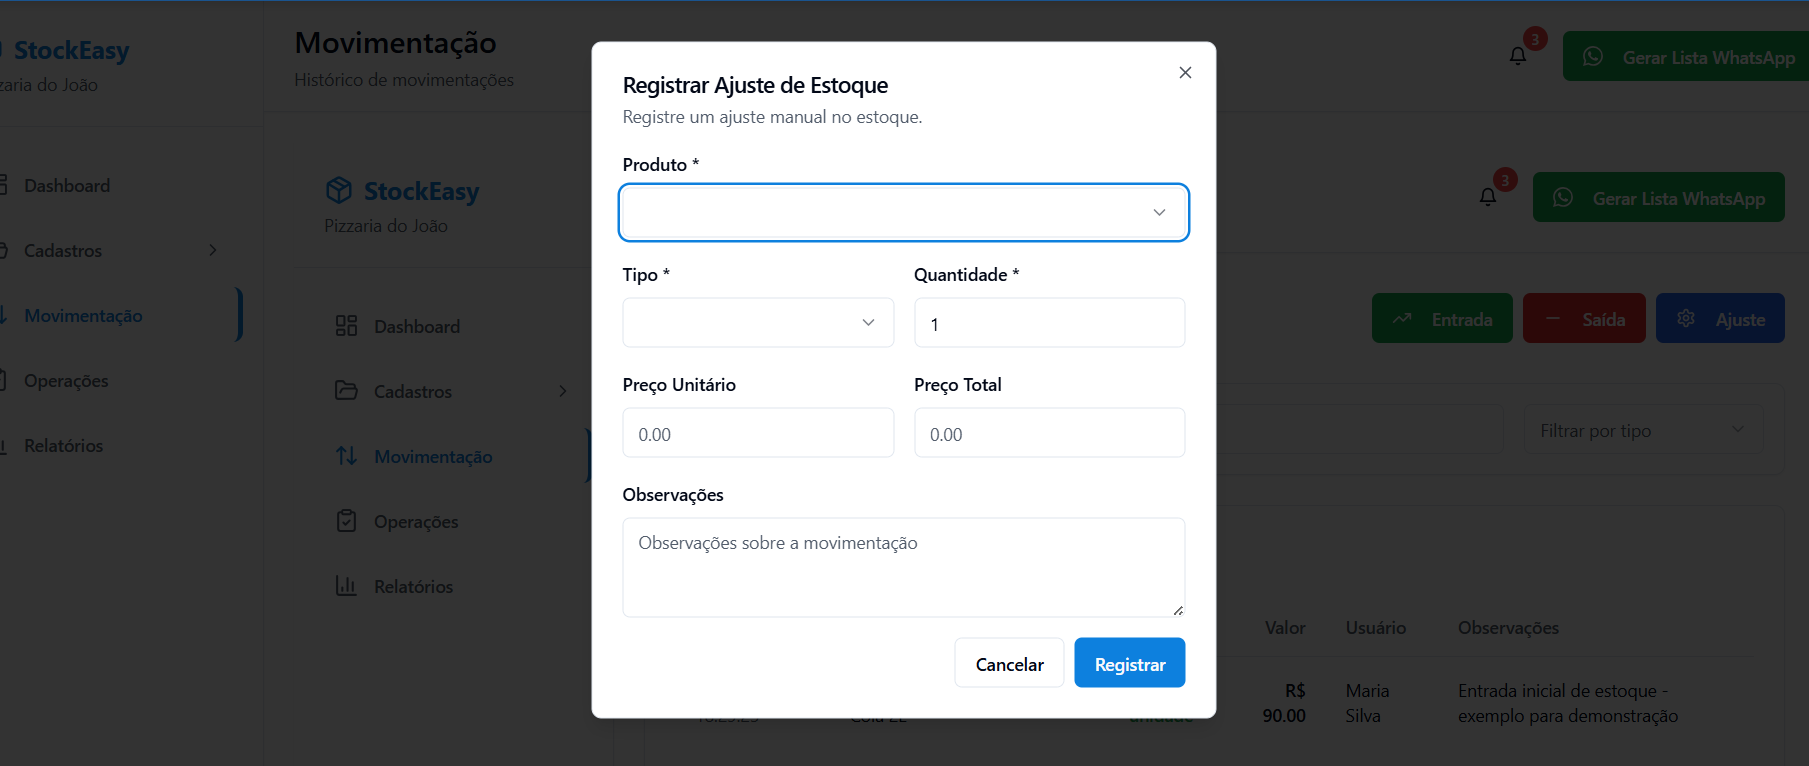 StockEasy
Pizzaria do João
Dashboard
Cadastros
Movimentação
Operações
Relatórios
Movimentação
Histórico de movimentações
3
Gerar Lista WhatsApp
StockEasy
Pizzaria do João
3
Gerar Lista WhatsApp
Dashboard
Cadastros
Movimentação
Operações
Relatórios
Entrada
Saída
Ajuste
Filtrar por tipo
Valor
Usuário
Observações
R$
90.00
Maria
Silva
Entrada inicial de estoque -
exemplo para demonstração
unidade
Registrar Ajuste de Estoque
Registre um ajuste manual no estoque.
Produto *
Tipo *
Quantidade *
1
Preço Unitário
Preço Total
0.00
0.00
Observações
Observações sobre a movimentação
Cancelar
Registrar